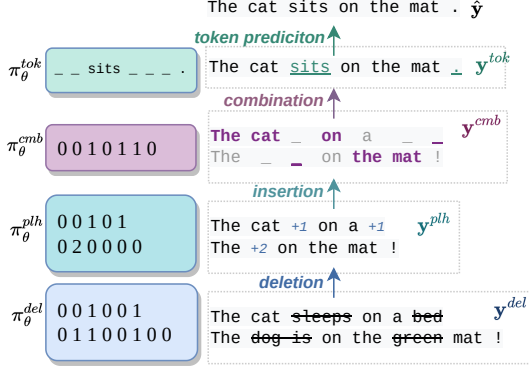 The cat sits on the mat . ŷ
token prediciton
π_θ^tok _ _ sits _ _ _ . The cat sits on the mat . y^tok
combination
π_θ^cmb 0 0 1 0 1 1 0 y^cmb
The cat _ on a _ _
The _ _ on the mat !
insertion
π_θ^plh y^plh
0 0 1 0 1 The cat +1 on a +1
0 2 0 0 0 0 The +2 on the mat !
deletion
π_θ^del y^del
0 0 1 0 0 1 The cat sleeps on a bed
0 1 1 0 0 1 0 0 The dog is on the green mat !